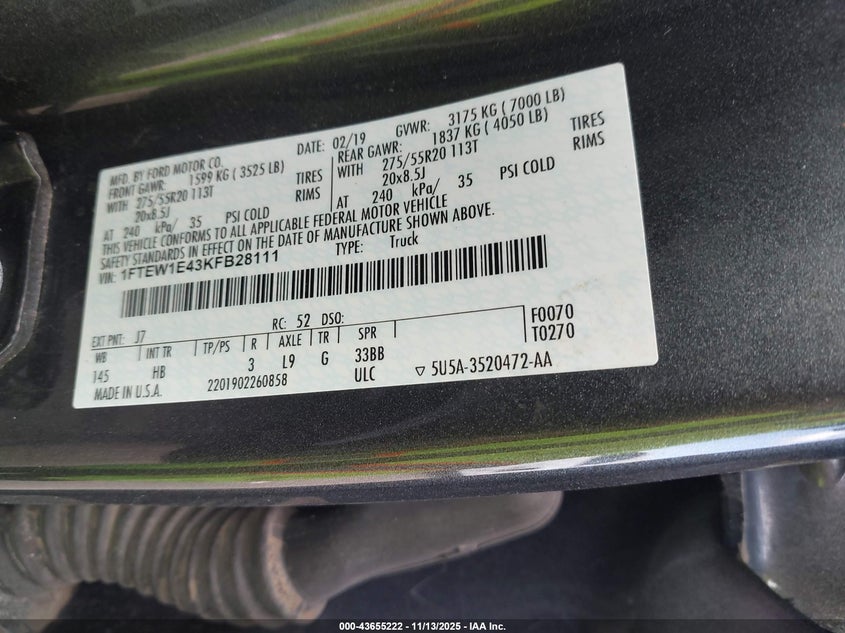 MFD. BY FORD MOTOR CO. DATE: 02/19 GVWR: 3175 KG ( 7000 LB)
FRONT GAWR: 1599 KG ( 3525 LB) REAR GAWR: 1837 KG ( 4050 LB)
WITH 275/55R20 113T TIRES WITH 275/55R20 113T TIRES
20x8.5J RIMS 20x8.5J RIMS
AT 240 kPa/ 35 PSI COLD AT 240 kPa/ 35 PSI COLD
THIS VEHICLE CONFORMS TO ALL APPLICABLE FEDERAL MOTOR VEHICLE
SAFETY STANDARDS IN EFFECT ON THE DATE OF MANUFACTURE SHOWN ABOVE.
VIN: 1FTEW1E43KFB28111 TYPE: Truck
EXT PNT: J7 RC: 52 DSO: F0070
WB INT TR TP/PS R AXLE TR SPR T0270
145 HB 3 L9 G 33BB
MADE IN U.S.A. 2201902260858 ULC ▽ 5U5A-3520472-AA
000-43655222 - 11/13/2025 - IAA Inc.